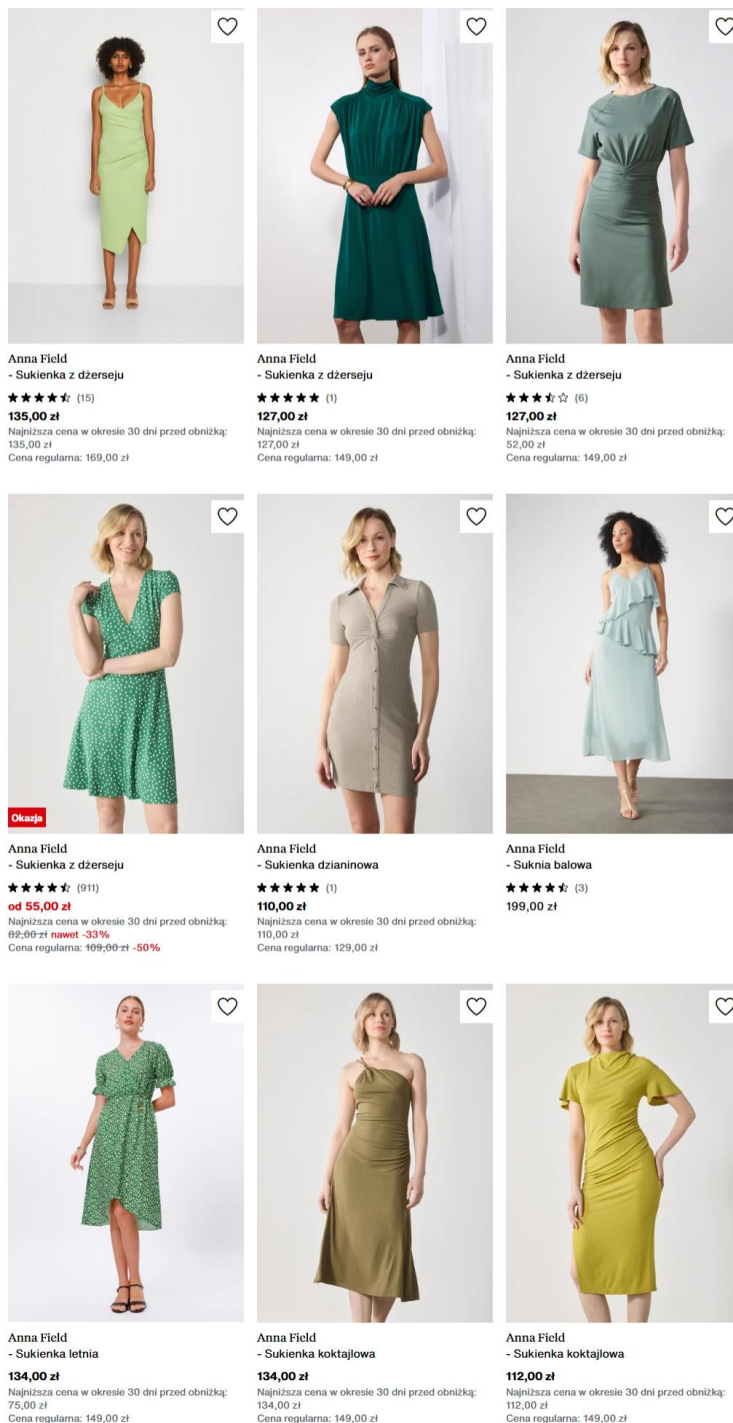 Anna Field
- Sukienka z dżerseju
(15)
135,00 zł
Najniższa cena w okresie 30 dni przed obniżką:
135,00 zł
Cena regularna: 169,00 zł
Anna Field
- Sukienka z dżerseju
(1)
127,00 zł
Najniższa cena w okresie 30 dni przed obniżką:
127,00 zł
Cena regularna: 149,00 zł
Anna Field
- Sukienka z dżerseju
(6)
127,00 zł
Najniższa cena w okresie 30 dni przed obniżką:
52,00 zł
Cena regularna: 149,00 zł
Okazja
Anna Field
- Sukienka z dżerseju
(911)
od 55,00 zł
Najniższa cena w okresie 30 dni przed obniżką:
82,00 zł nawet -33%
Cena regularna: 109,00 zł -50%
Anna Field
- Sukienka dzianinowa
(1)
110,00 zł
Najniższa cena w okresie 30 dni przed obniżką:
110,00 zł
Cena regularna: 129,00 zł
Anna Field
- Suknia balowa
(3)
199,00 zł
Anna Field
- Sukienka letnia
134,00 zł
Najniższa cena w okresie 30 dni przed obniżką:
75,00 zł
Cena regularna: 149,00 zł
Anna Field
- Sukienka koktajlowa
134,00 zł
Najniższa cena w okresie 30 dni przed obniżką:
134,00 zł
Cena regularna: 149,00 zł
Anna Field
- Sukienka koktajlowa
112,00 zł
Najniższa cena w okresie 30 dni przed obniżką:
112,00 zł
Cena regularna: 149,00 zł